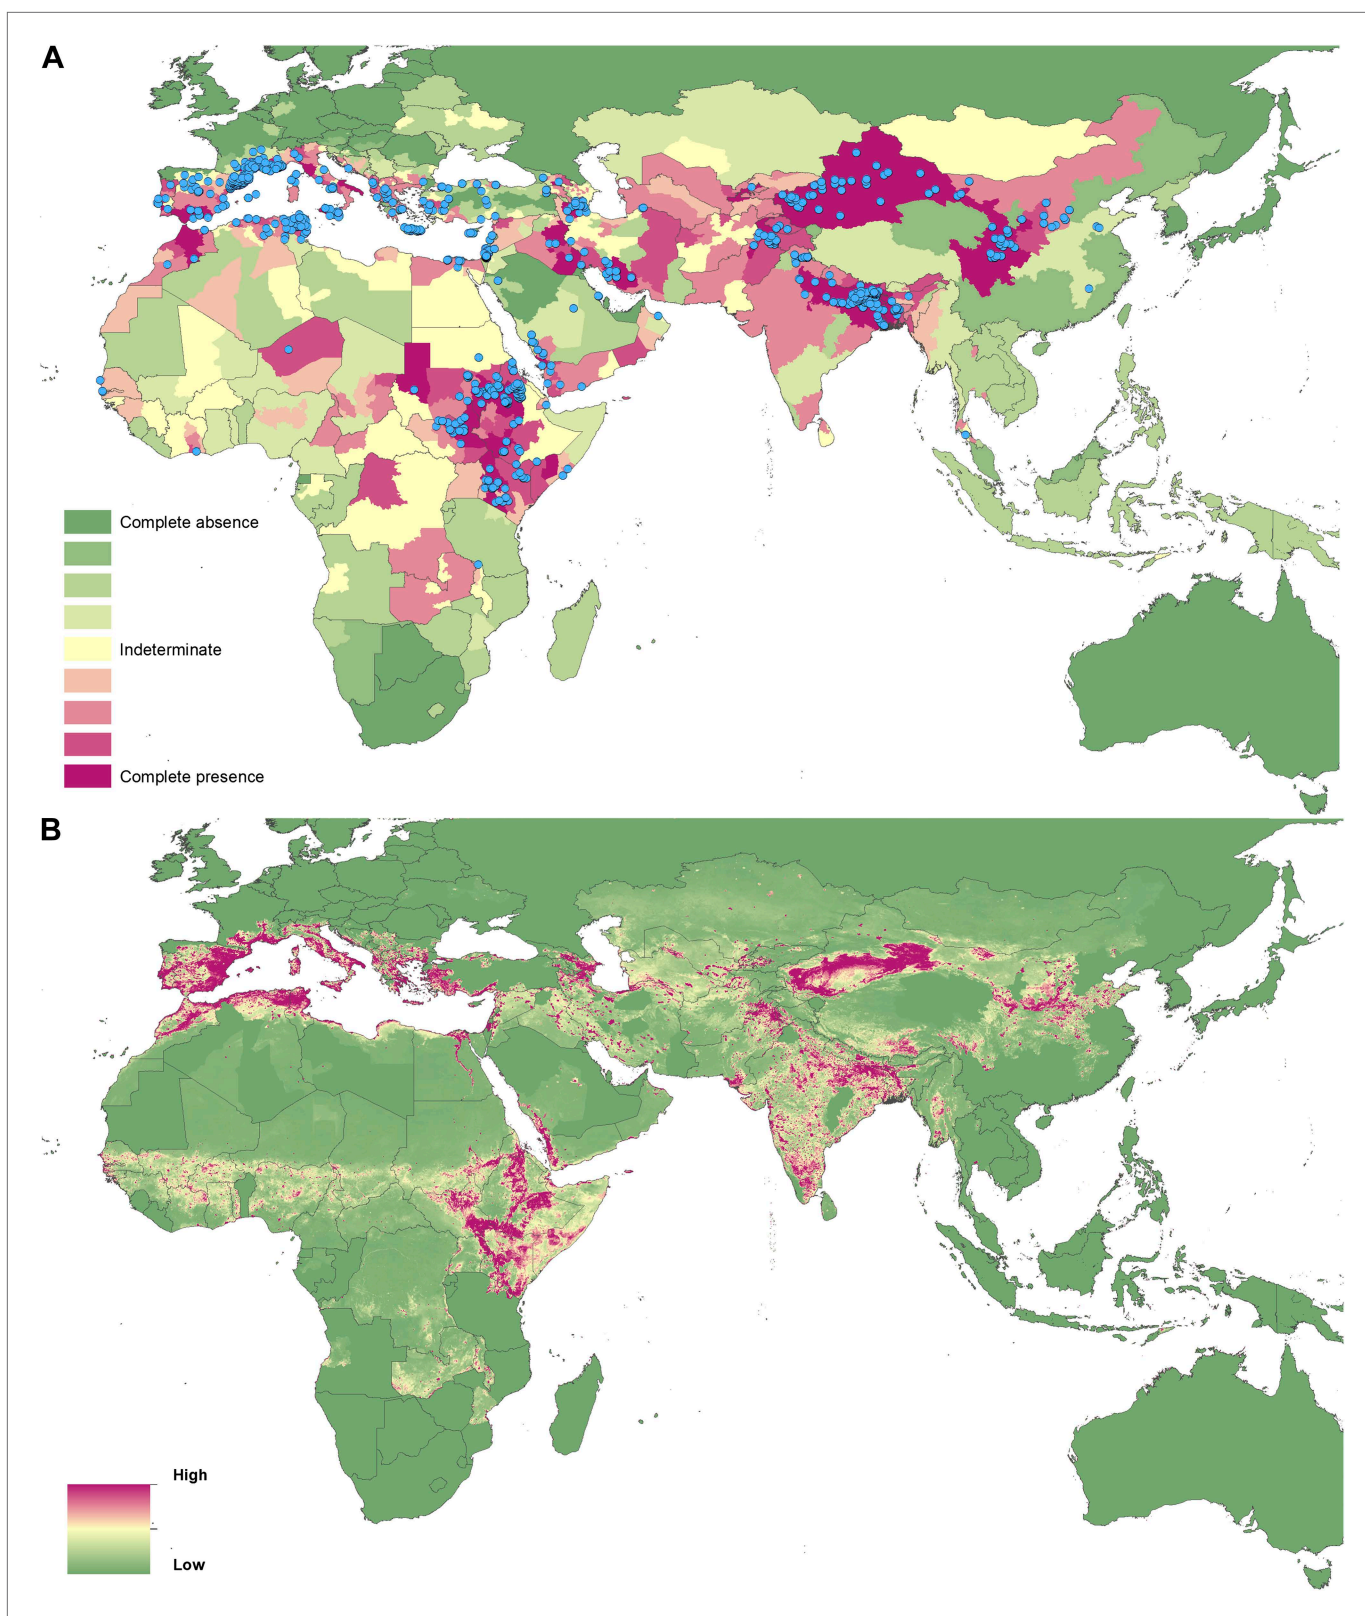 A
Complete absence
Indeterminate
Complete presence
B
High
Low